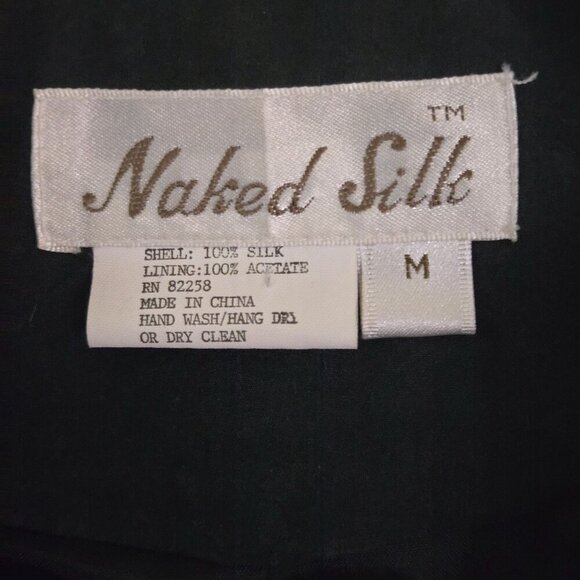 Naked Silk ™
SHELL: 100% SILK
LINING:100% ACETATE
RN 82258
MADE IN CHINA
HAND WASH/HANG DRY
OR DRY CLEAN
M